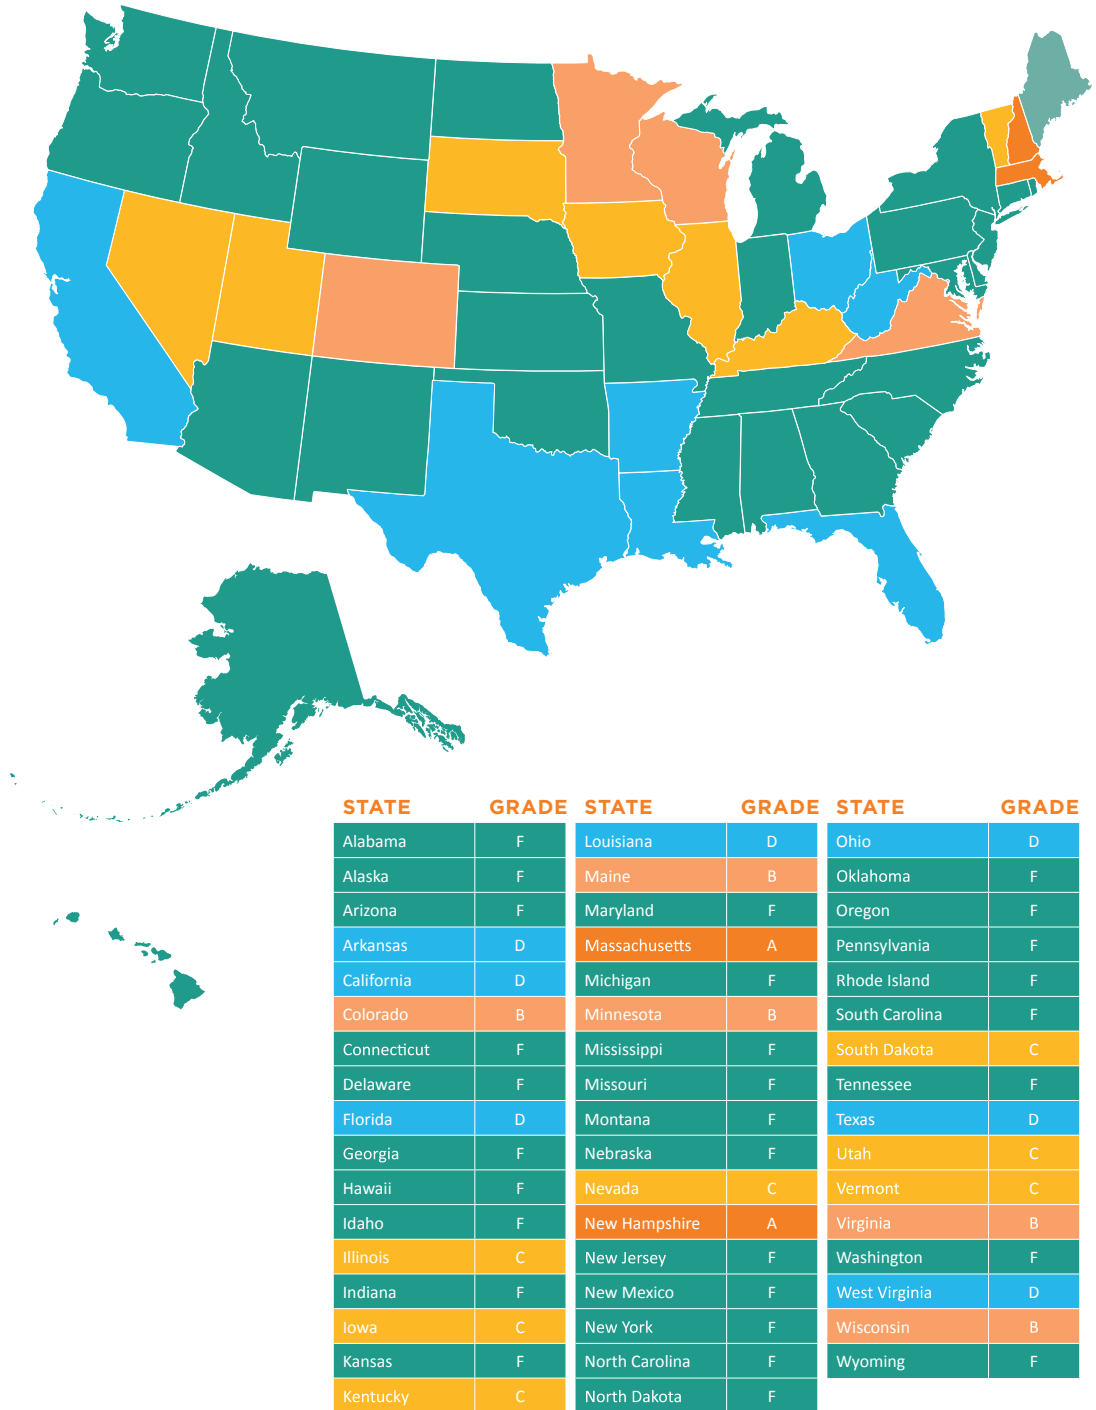 STATE GRADE STATE GRADE STATE GRADE
Alabama F Louisiana D Ohio D
Alaska F Maine B Oklahoma F
Arizona F Maryland F Oregon F
Arkansas D Massachusetts A Pennsylvania F
California D Michigan F Rhode Island F
Colorado B Minnesota B South Carolina F
Connecticut F Mississippi F South Dakota C
Delaware F Missouri F Tennessee F
Florida D Montana F Texas D
Georgia F Nebraska F Utah C
Hawaii F Nevada C Vermont C
Idaho F New Hampshire A Virginia B
Illinois C New Jersey F Washington F
Indiana F New Mexico F West Virginia D
Iowa C New York F Wisconsin B
Kansas F North Carolina F Wyoming F
Kentucky C North Dakota F